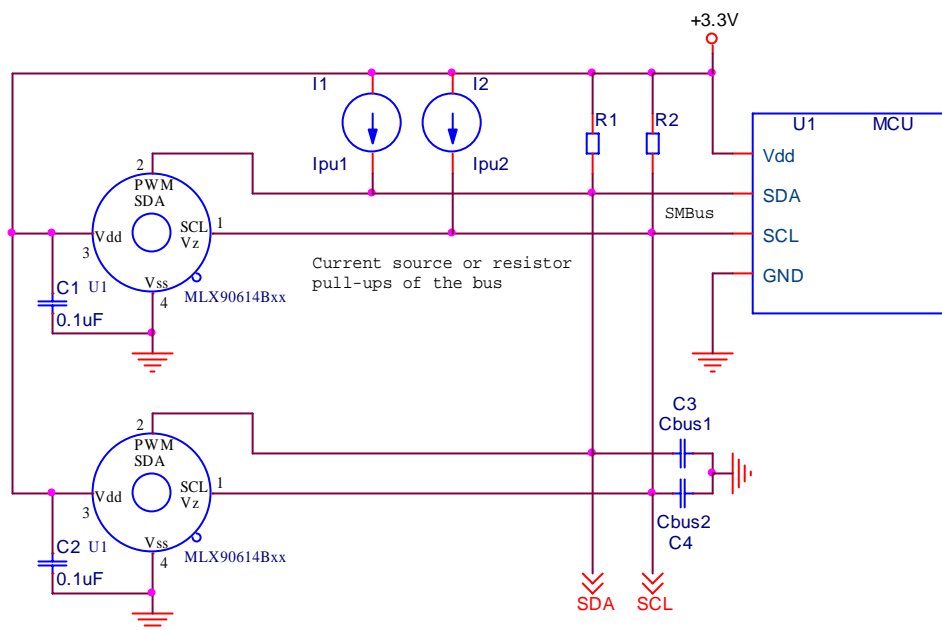 +3.3V
I1
I2
R1
R2
U1
MCU
Ipu1
Ipu2
Vdd
SDA
SCL
GND
SMBus
2
PWM
SDA
SCL
Vz
1
Vdd
3
Vss
4
C1
U1
MLX90614Bxx
0.1uF
Current source or resistor
pull-ups of the bus
2
PWM
SDA
SCL
Vz
1
Vdd
3
Vss
4
C2
U1
MLX90614Bxx
0.1uF
C3
Cbus1
Cbus2
C4
SDA
SCL